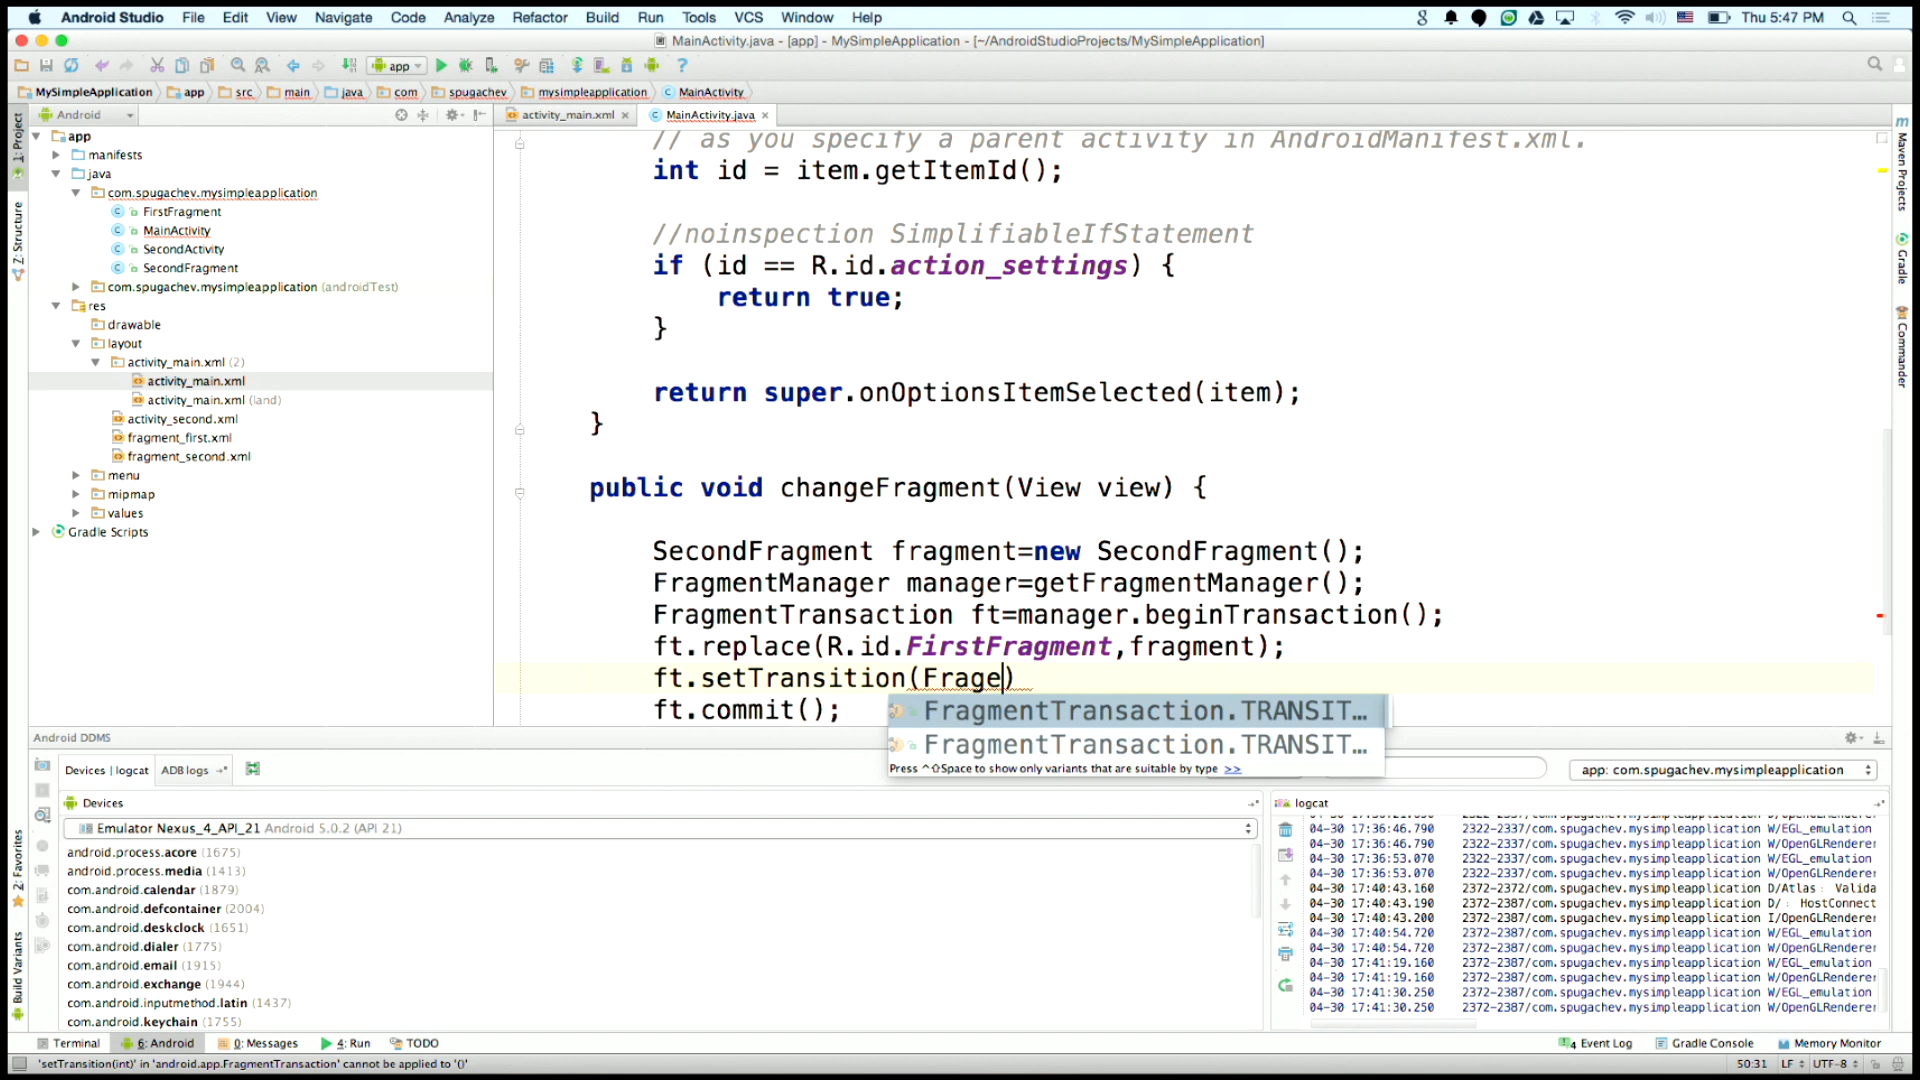 Android Studio File Edit View Navigate Code Analyze Refactor Build Run Tools VCS Window Help
Thu 5:47 PM
MainActivity.java - [app] - MySimpleApplication - [~/AndroidStudioProjects/MySimpleApplication]
app
MySimpleApplication app src main java com spugachev mysimpleapplication MainActivity
Android
activity_main.xml
MainActivity.java
1: Project
Z: Structure
2: Favorites
Build Variants
app
manifests
java
com.spugachev.mysimpleapplication
FirstFragment
MainActivity
SecondActivity
SecondFragment
com.spugachev.mysimpleapplication (androidTest)
res
drawable
layout
activity_main.xml (2)
activity_main.xml
activity_main.xml (land)
activity_second.xml
fragment_first.xml
fragment_second.xml
menu
mipmap
values
Gradle Scripts
// as you specify a parent activity in AndroidManifest.xml.
int id = item.getItemId();
//noinspection SimplifiableIfStatement
if (id == R.id.action_settings) {
return true;
}
return super.onOptionsItemSelected(item);
}
public void changeFragment(View view) {
SecondFragment fragment=new SecondFragment();
FragmentManager manager=getFragmentManager();
FragmentTransaction ft=manager.beginTransaction();
ft.replace(R.id.FirstFragment,fragment);
ft.setTransition(Frage)
ft.commit();
FragmentTransaction.TRANSIT…
FragmentTransaction.TRANSIT…
Press ^⇧Space to show only variants that are suitable by type >>
Maven Projects
Gradle
Commander
Android DDMS
Devices | logcat
ADB logs
app: com.spugachev.mysimpleapplication
Devices
Emulator Nexus_4_API_21 Android 5.0.2 (API 21)
android.process.acore (1675)
android.process.media (1413)
com.android.calendar (1879)
com.android.defcontainer (2004)
com.android.deskclock (1651)
com.android.dialer (1775)
com.android.email (1915)
com.android.exchange (1944)
com.android.inputmethod.latin (1437)
com.android.keychain (1755)
logcat
04-30 17:36:46.790 2322-2337/com.spugachev.mysimpleapplication W/EGL_emulation
04-30 17:36:46.790 2322-2337/com.spugachev.mysimpleapplication W/OpenGLRenderer
04-30 17:36:53.070 2322-2337/com.spugachev.mysimpleapplication W/EGL_emulation
04-30 17:36:53.070 2322-2337/com.spugachev.mysimpleapplication W/OpenGLRenderer
04-30 17:40:43.160 2372-2372/com.spugachev.mysimpleapplication D/Atlas﹕ Valida
04-30 17:40:43.190 2372-2387/com.spugachev.mysimpleapplication D/﹕ HostConnect
04-30 17:40:43.200 2372-2387/com.spugachev.mysimpleapplication I/OpenGLRenderer
04-30 17:40:54.720 2372-2387/com.spugachev.mysimpleapplication W/EGL_emulation
04-30 17:40:54.720 2372-2387/com.spugachev.mysimpleapplication W/OpenGLRenderer
04-30 17:41:19.160 2372-2387/com.spugachev.mysimpleapplication W/EGL_emulation
04-30 17:41:19.160 2372-2387/com.spugachev.mysimpleapplication W/OpenGLRenderer
04-30 17:41:30.250 2372-2387/com.spugachev.mysimpleapplication W/EGL_emulation
04-30 17:41:30.250 2372-2387/com.spugachev.mysimpleapplication W/OpenGLRenderer
Terminal 6: Android 0: Messages 4: Run TODO
4 Event Log Gradle Console Memory Monitor
'setTransition(int)' in 'android.app.FragmentTransaction' cannot be applied to '()'
50:31 LF UTF-8